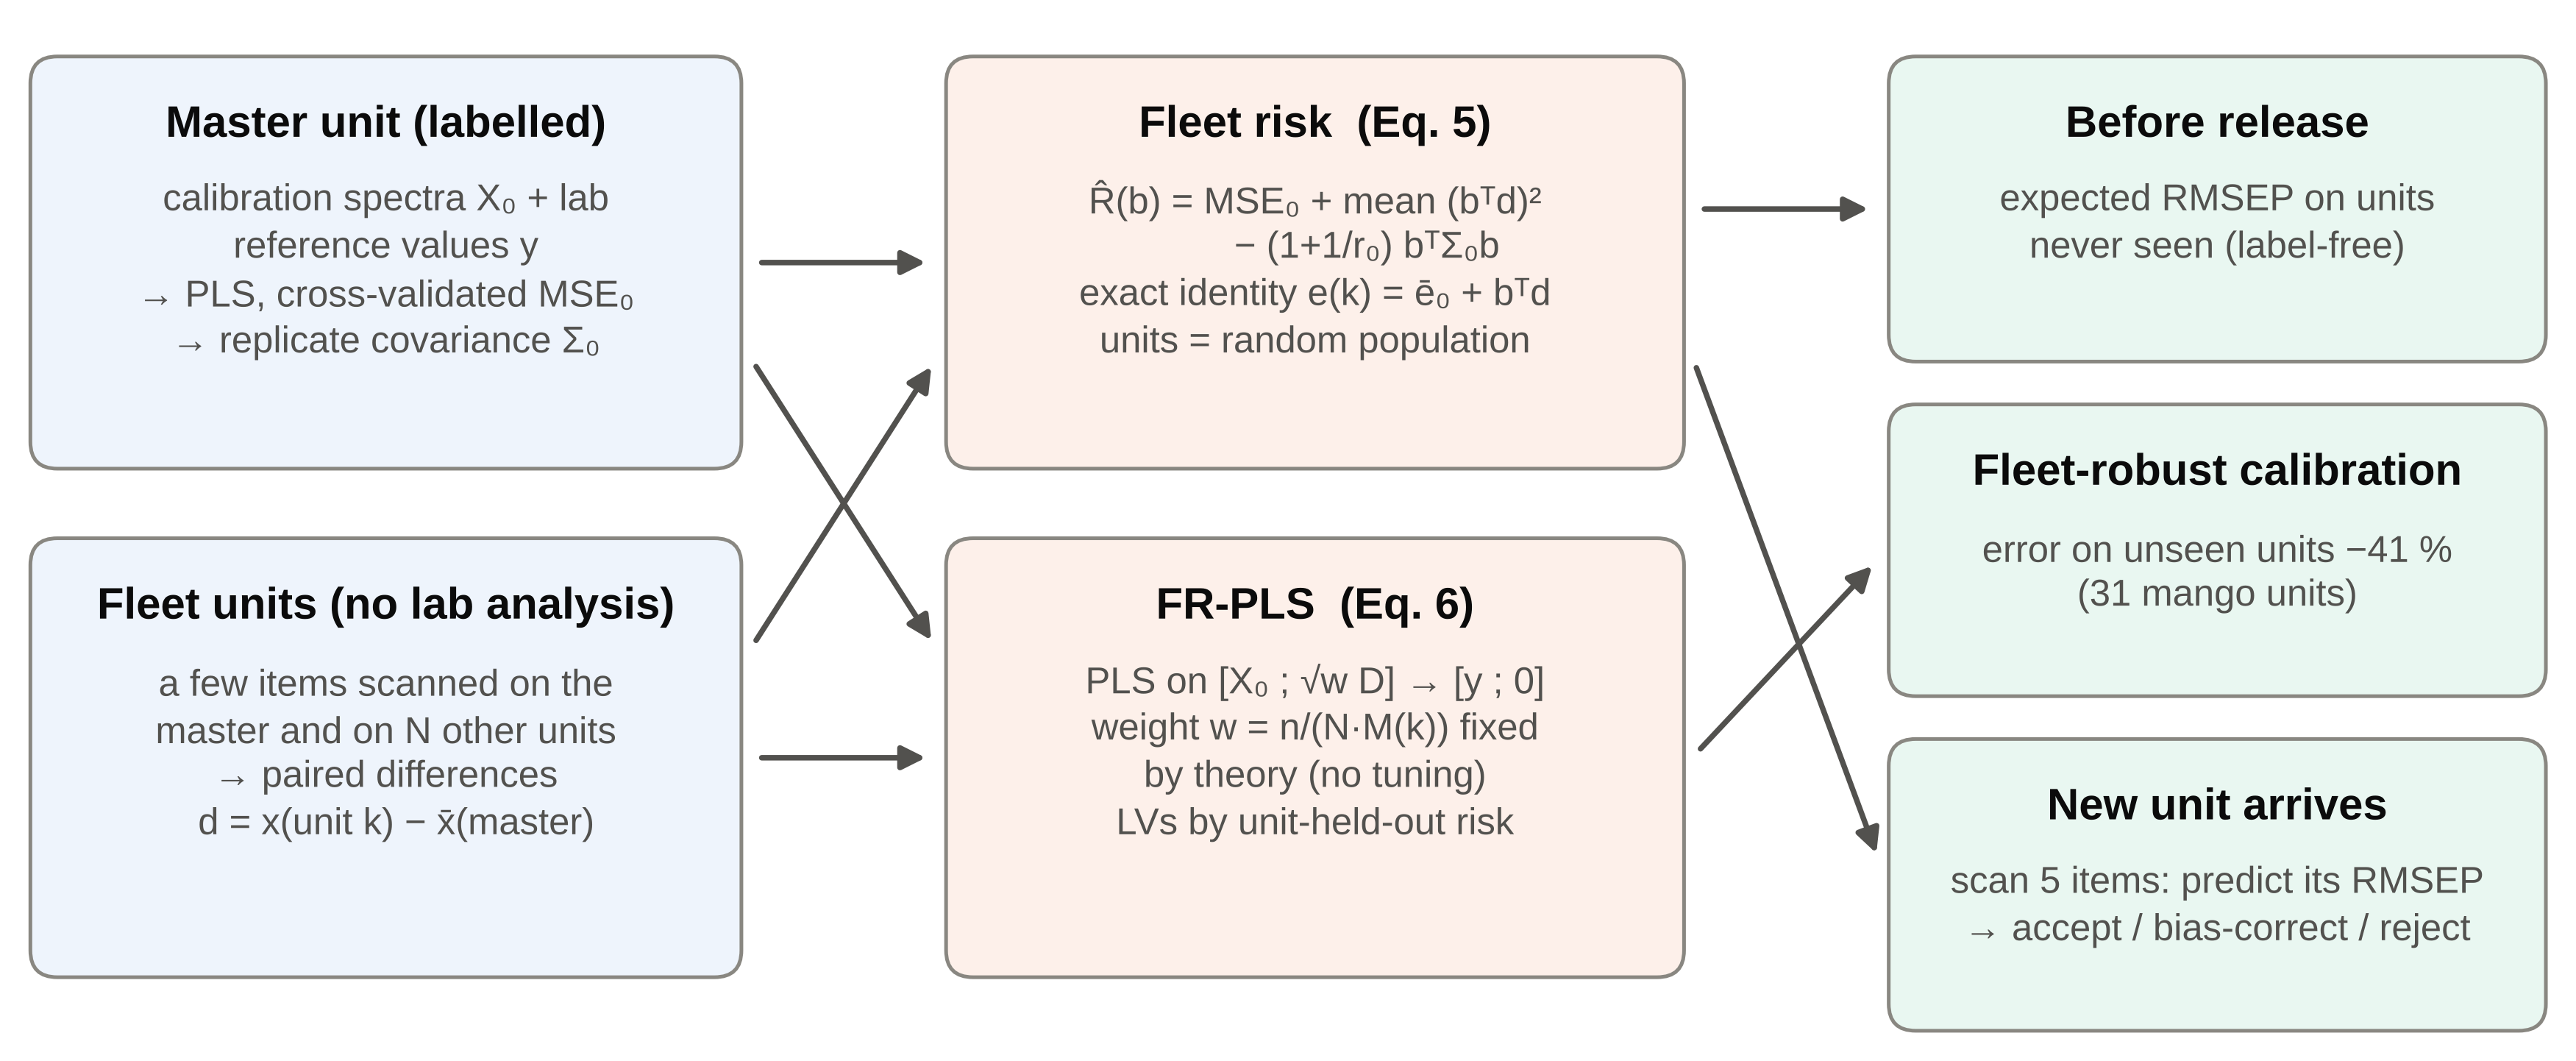 Master unit (labelled)
calibration spectra X₀ + lab
reference values y
→ PLS, cross-validated MSE₀
→ replicate covariance Σ₀
Fleet units (no lab analysis)
a few items scanned on the
master and on N other units
→ paired differences
d = x(unit k) − x̄(master)
Fleet risk (Eq. 5)
R̂(b) = MSE₀ + mean (bᵀd)²
− (1+1/r₀) bᵀΣ₀b
exact identity e(k) = ē₀ + bᵀd
units = random population
FR-PLS (Eq. 6)
PLS on [X₀ ; √w D] → [y ; 0]
weight w = n/(N·M(k)) fixed
by theory (no tuning)
LVs by unit-held-out risk
Before release
expected RMSEP on units
never seen (label-free)
Fleet-robust calibration
error on unseen units −41 %
(31 mango units)
New unit arrives
scan 5 items: predict its RMSEP
→ accept / bias-correct / reject